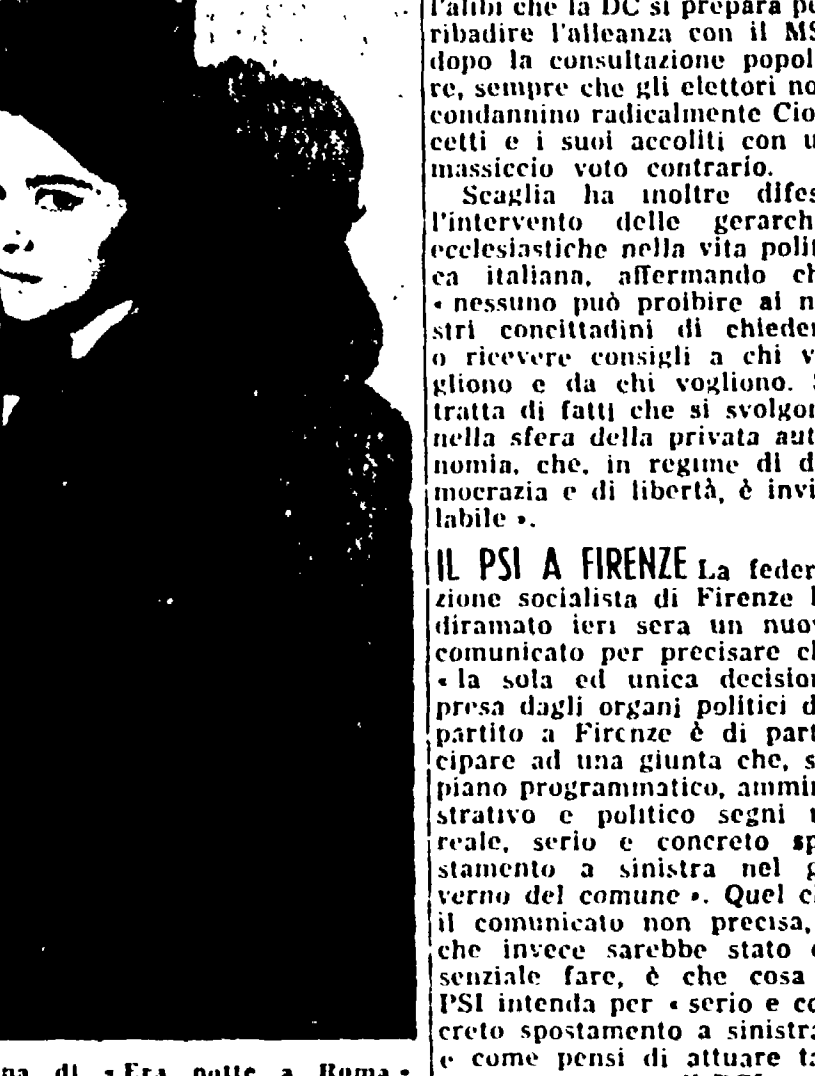 l'alibi che la DC si prepara
ribadire l'alleanza con il MS
dopo la consultazione popol
re, sempre che gli elettori no
condannino radicalmente Cio
cetti e i suoi accoliti con u
massiccio voto contrario.
Scaglia ha inoltre difes
l'intervento delle gerarch
ecclesiastiche nella vita polit
ca italiana, affermando ch
« nessuno può proibire ai n
stri concittadini di chieder
o ricevere consigli a chi v
gliono e da chi vogliono. S
tratta di fatti che si svolgon
nella sfera della privata aut
nomia, che, in regime di d
mocrazia e di libertà, è invi
labile ».
IL PSI A FIRENZE La feder
zione socialista di Firenze h
diramato ieri sera un nuov
comunicato per precisare ch
« la sola ed unica decision
presa dagli organi politici d
partito a Firenze è di part
cipare ad una giunta che, s
piano programmatico, ammin
strativo e politico segni u
reale, serio e concreto sp
stamento a sinistra nel g
verno del comune ». Quel ch
il comunicato non precisa,
che invece sarebbe stato e
senziale fare, è che cosa
PSI intenda per « serio e co
creto spostamento a sinistra
e come pensi di attuare ta
na di « Era notte a Roma »